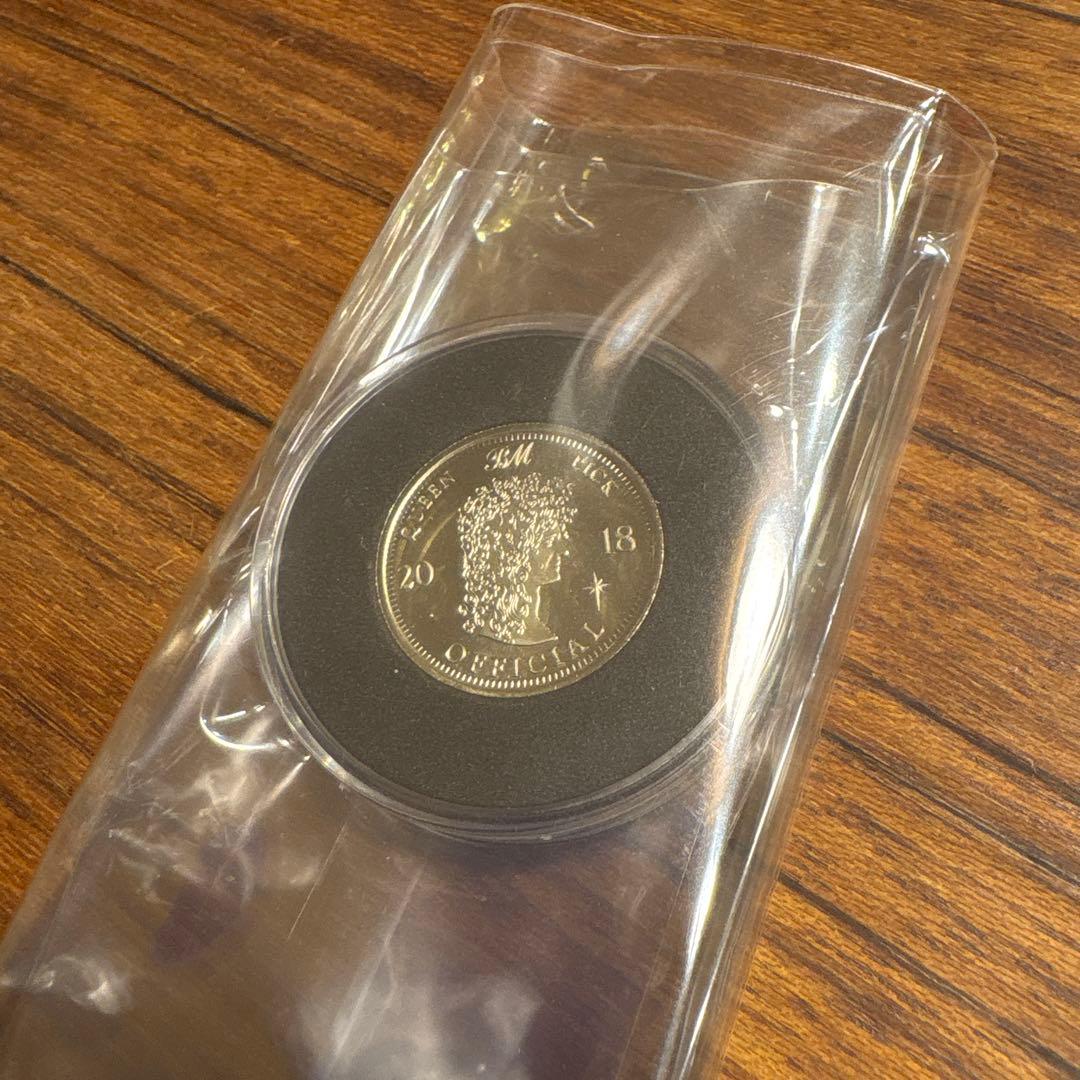 QUEEN BM PICK
20 18
OFFICIAL